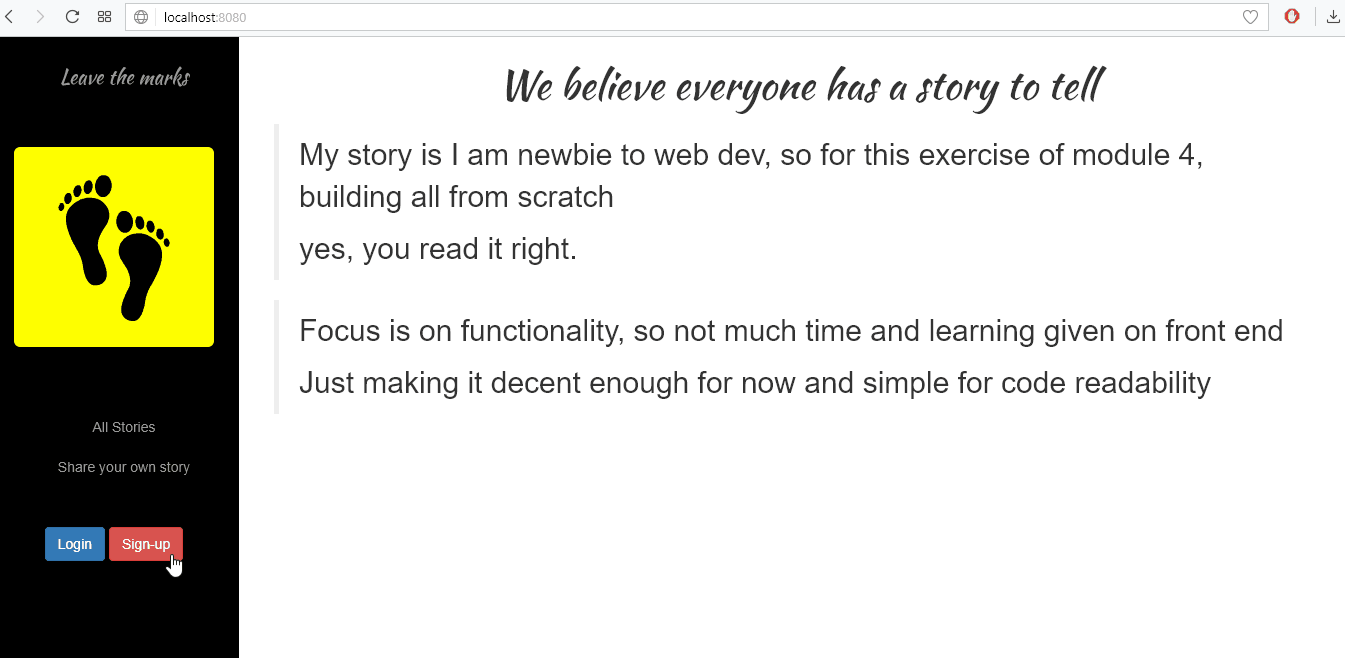 localhost:8080
Leave the marks
All Stories
Share your own story
Login Sign-up
We believe everyone has a story to tell
My story is I am newbie to web dev, so for this exercise of module 4,
building all from scratch
yes, you read it right.
Focus is on functionality, so not much time and learning given on front end
Just making it decent enough for now and simple for code readability